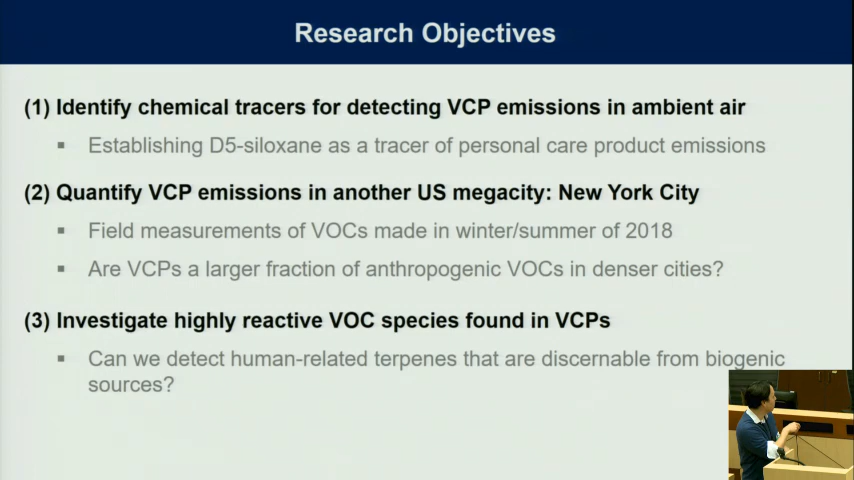 Research Objectives
(1) Identify chemical tracers for detecting VCP emissions in ambient air
▪ Establishing D5-siloxane as a tracer of personal care product emissions
(2) Quantify VCP emissions in another US megacity: New York City
▪ Field measurements of VOCs made in winter/summer of 2018
▪ Are VCPs a larger fraction of anthropogenic VOCs in denser cities?
(3) Investigate highly reactive VOC species found in VCPs
▪ Can we detect human-related terpenes that are discernable from biogenic
sources?